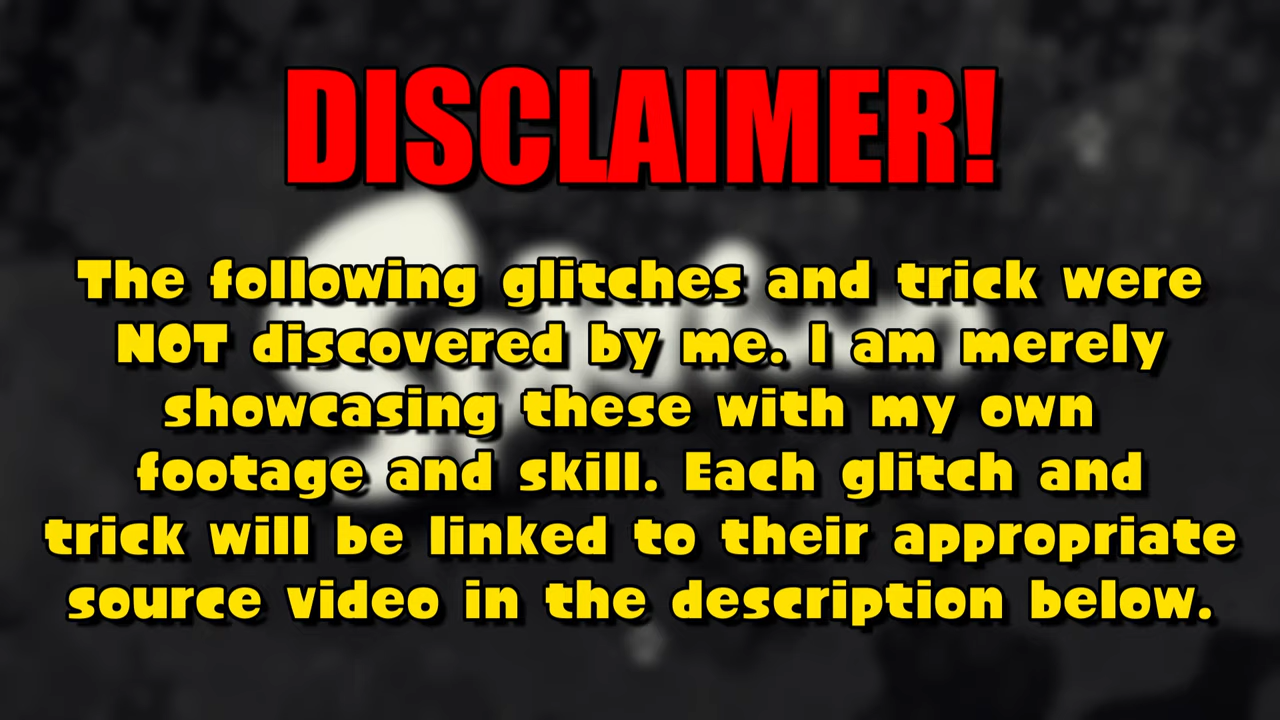 DISCLAIMER!
The following glitches and trick were
NOT discovered by me. I am merely
showcasing these with my own
footage and skill. Each glitch and
trick will be linked to their appropriate
source video in the description below.